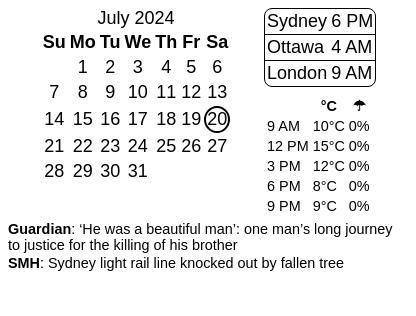 July 2024
Su Mo Tu We Th Fr Sa
1 2 3 4 5 6
7 8 9 10 11 12 13
14 15 16 17 18 19 20
21 22 23 24 25 26 27
28 29 30 31
Sydney 6 PM
Ottawa 4 AM
London 9 AM
°C ☂
9 AM 10°C 0%
12 PM 15°C 0%
3 PM 12°C 0%
6 PM 8°C 0%
9 PM 9°C 0%
Guardian: ‘He was a beautiful man’: one man’s long journey
to justice for the killing of his brother
SMH: Sydney light rail line knocked out by fallen tree